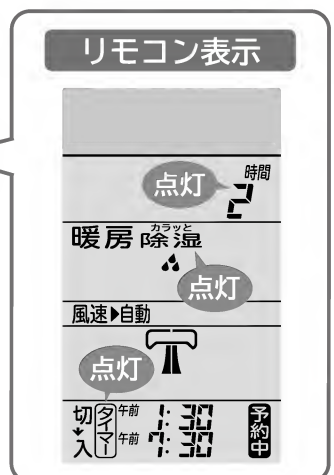 リモコン表示
点灯
時間
2
カラッと
暖房 除湿
点灯
風速▶自動
点灯
切 タイマー 午前 1:30 予約中
入 午前 7:30